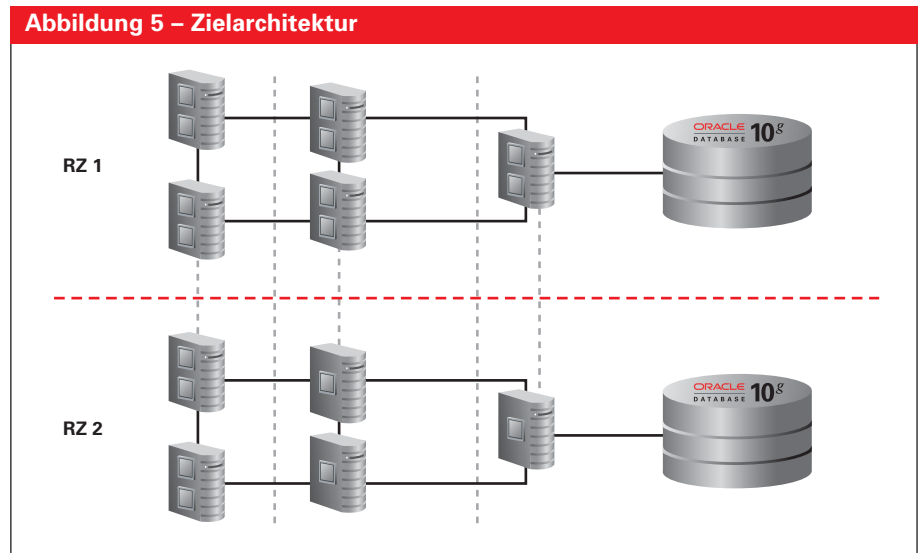 Abbildung 5 – Zielarchitektur
RZ 1
ORACLE 10g
DATABASE
RZ 2
ORACLE 10g
DATABASE